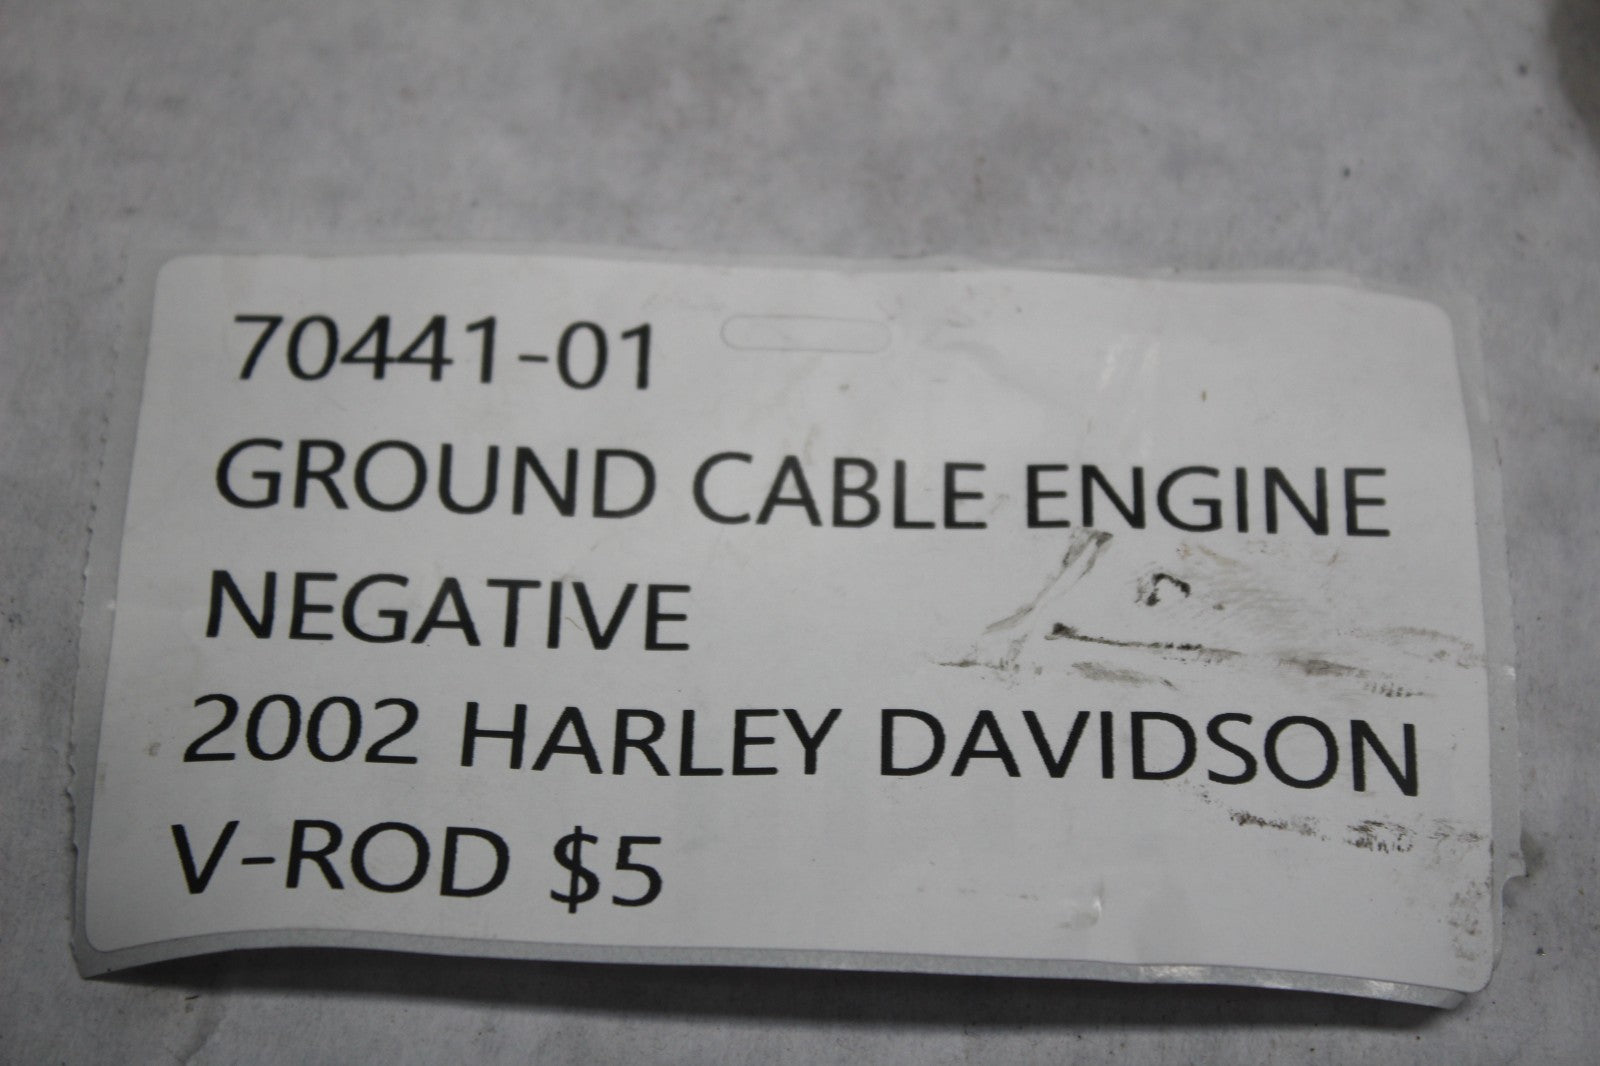 70441-01
GROUND CABLE ENGINE
NEGATIVE
2002 HARLEY DAVIDSON
V-ROD $5